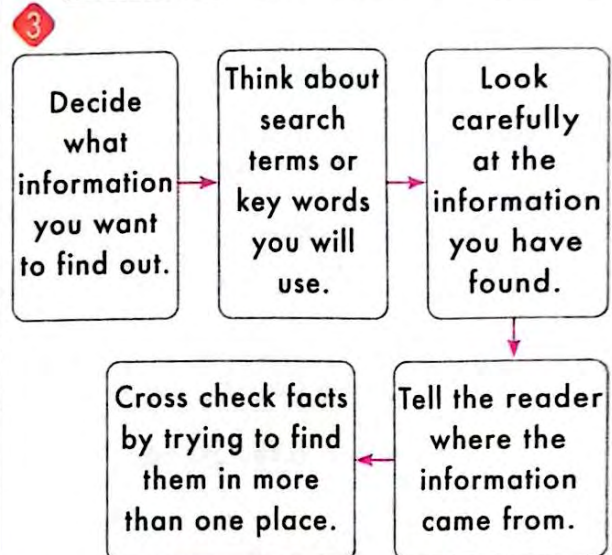 3
Decide
what
information
you want
to find out.
Think about
search
terms or
key words
you will
use.
Look
carefully
at the
information
you have
found.
Tell the reader
where the
information
came from.
Cross check facts
by trying to find
them in more
than one place.